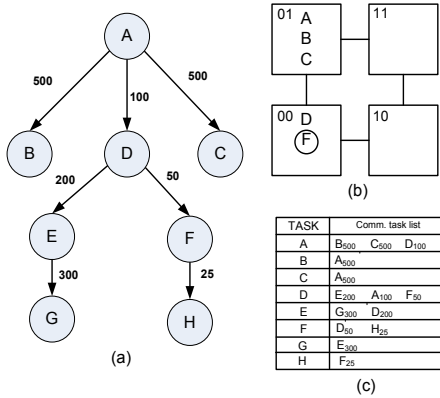 A
500
100
500
B
D
C
200
50
E
F
300
25
G
H
(a)
01 A
B
C
11
00 D
F
10
(b)
TASK Comm. task list
A B500 C500 D100
B A500
C A500
D E200 A100 F50
E G300 D200
F D50 H25
G E300
H F25
(c)